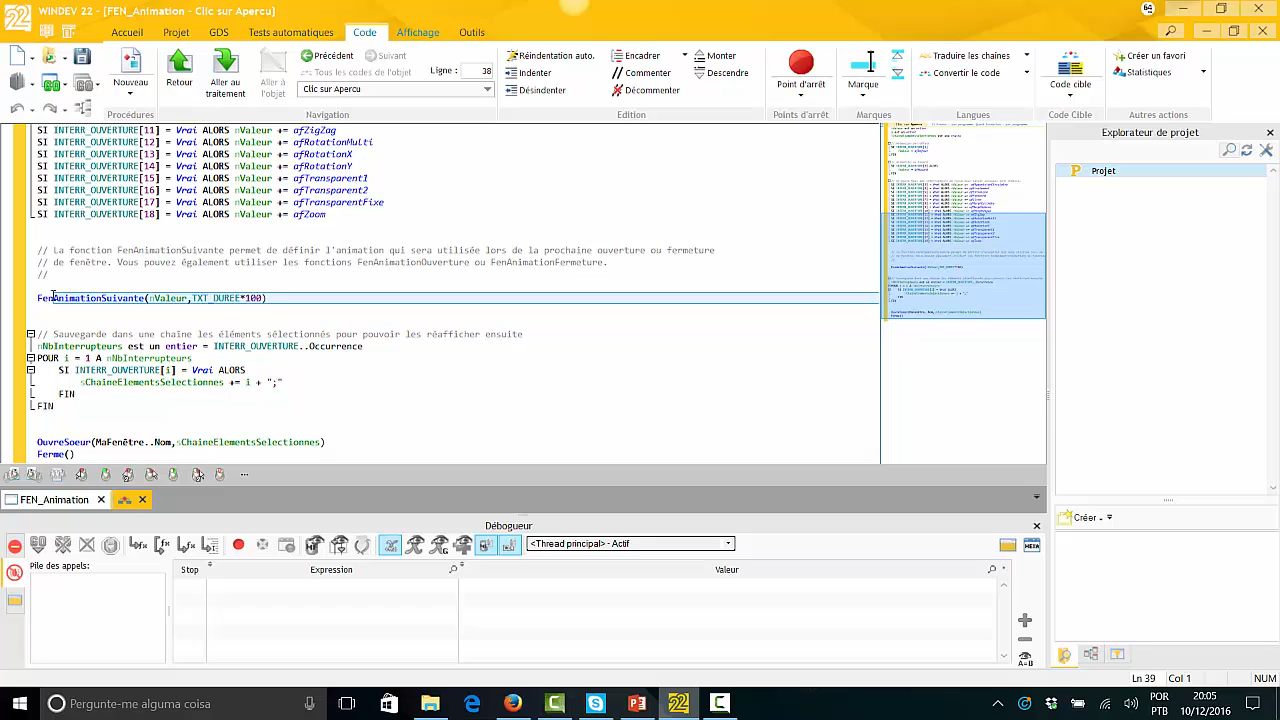 22 WINDEV 22 - [FEN_Animation - Clic sur Apercu]
64
Accueil Projet GDS Tests automatiques Code Affichage Outils
Précédent Suivant
Tous les traitements de l'objet
Ligne : 38
Réindentation auto. Encadrer Monter
Indenter Commenter Descendre
Désindenter Décommenter
Traduire les chaînes
Convertir le code
Créer un favori
Statistiques
Nouveau Retour Aller au traitement Aller à l'objet Clic sur Aperçu
Point d'arrêt Marque Code cible
Procédures Navigation Edition Points d'arrêt Marques Langues Code Cible Autres actions
SI INTERR_OUVERTURE[11] = Vrai ALORS nValeur +=
SI INTERR_OUVERTURE[12] = Vrai ALORS nValeur += afRotationMulti
SI INTERR_OUVERTURE[13] = Vrai ALORS nValeur += afRotationX
SI INTERR_OUVERTURE[14] = Vrai ALORS nValeur += afRotationY
SI INTERR_OUVERTURE[15] = Vrai ALORS nValeur += afTransparent1
SI INTERR_OUVERTURE[16] = Vrai ALORS nValeur += afTransparent2
SI INTERR_OUVERTURE[17] = Vrai ALORS nValeur += afTransparentFixe
SI INTERR_OUVERTURE[18] = Vrai ALORS nValeur += afZoom
// La fonction FenAnimationSuivante permet de définir l'animation qui sera utilisée lors de la prochaine ouverture ou fermeture
// de fenêtre. Vous pouvez également utiliser les fonctions FenAnimationOuverture ou FenAnimationFermeture.
//
FenAnimationSuivante(nValeur,TXT_DUREE*100)
// Sauvegarde dans une chaîne les éléments sélectionnés pour pouvoir les réafficher ensuite
nNbInterrupteurs est un entier = INTERR_OUVERTURE..Occurrence
POUR i = 1 A nNbInterrupteurs
SI INTERR_OUVERTURE[i] = Vrai ALORS
sChaineElementsSelectionnes += i + ";"
FIN
FIN
OuvreSoeur(MaFenêtre..Nom,sChaineElementsSelectionnes)
Ferme()
Explorateur de projet
Projet
Créer
FEN_Animation
Débogueur
<Thread principal> - Actif
META
Pile des appels:
Stop Expression Valeur
A=B
Ln 39 Col 1 NUM
Pergunte-me alguma coisa
22
POR
PTB
20:05
10/12/2016